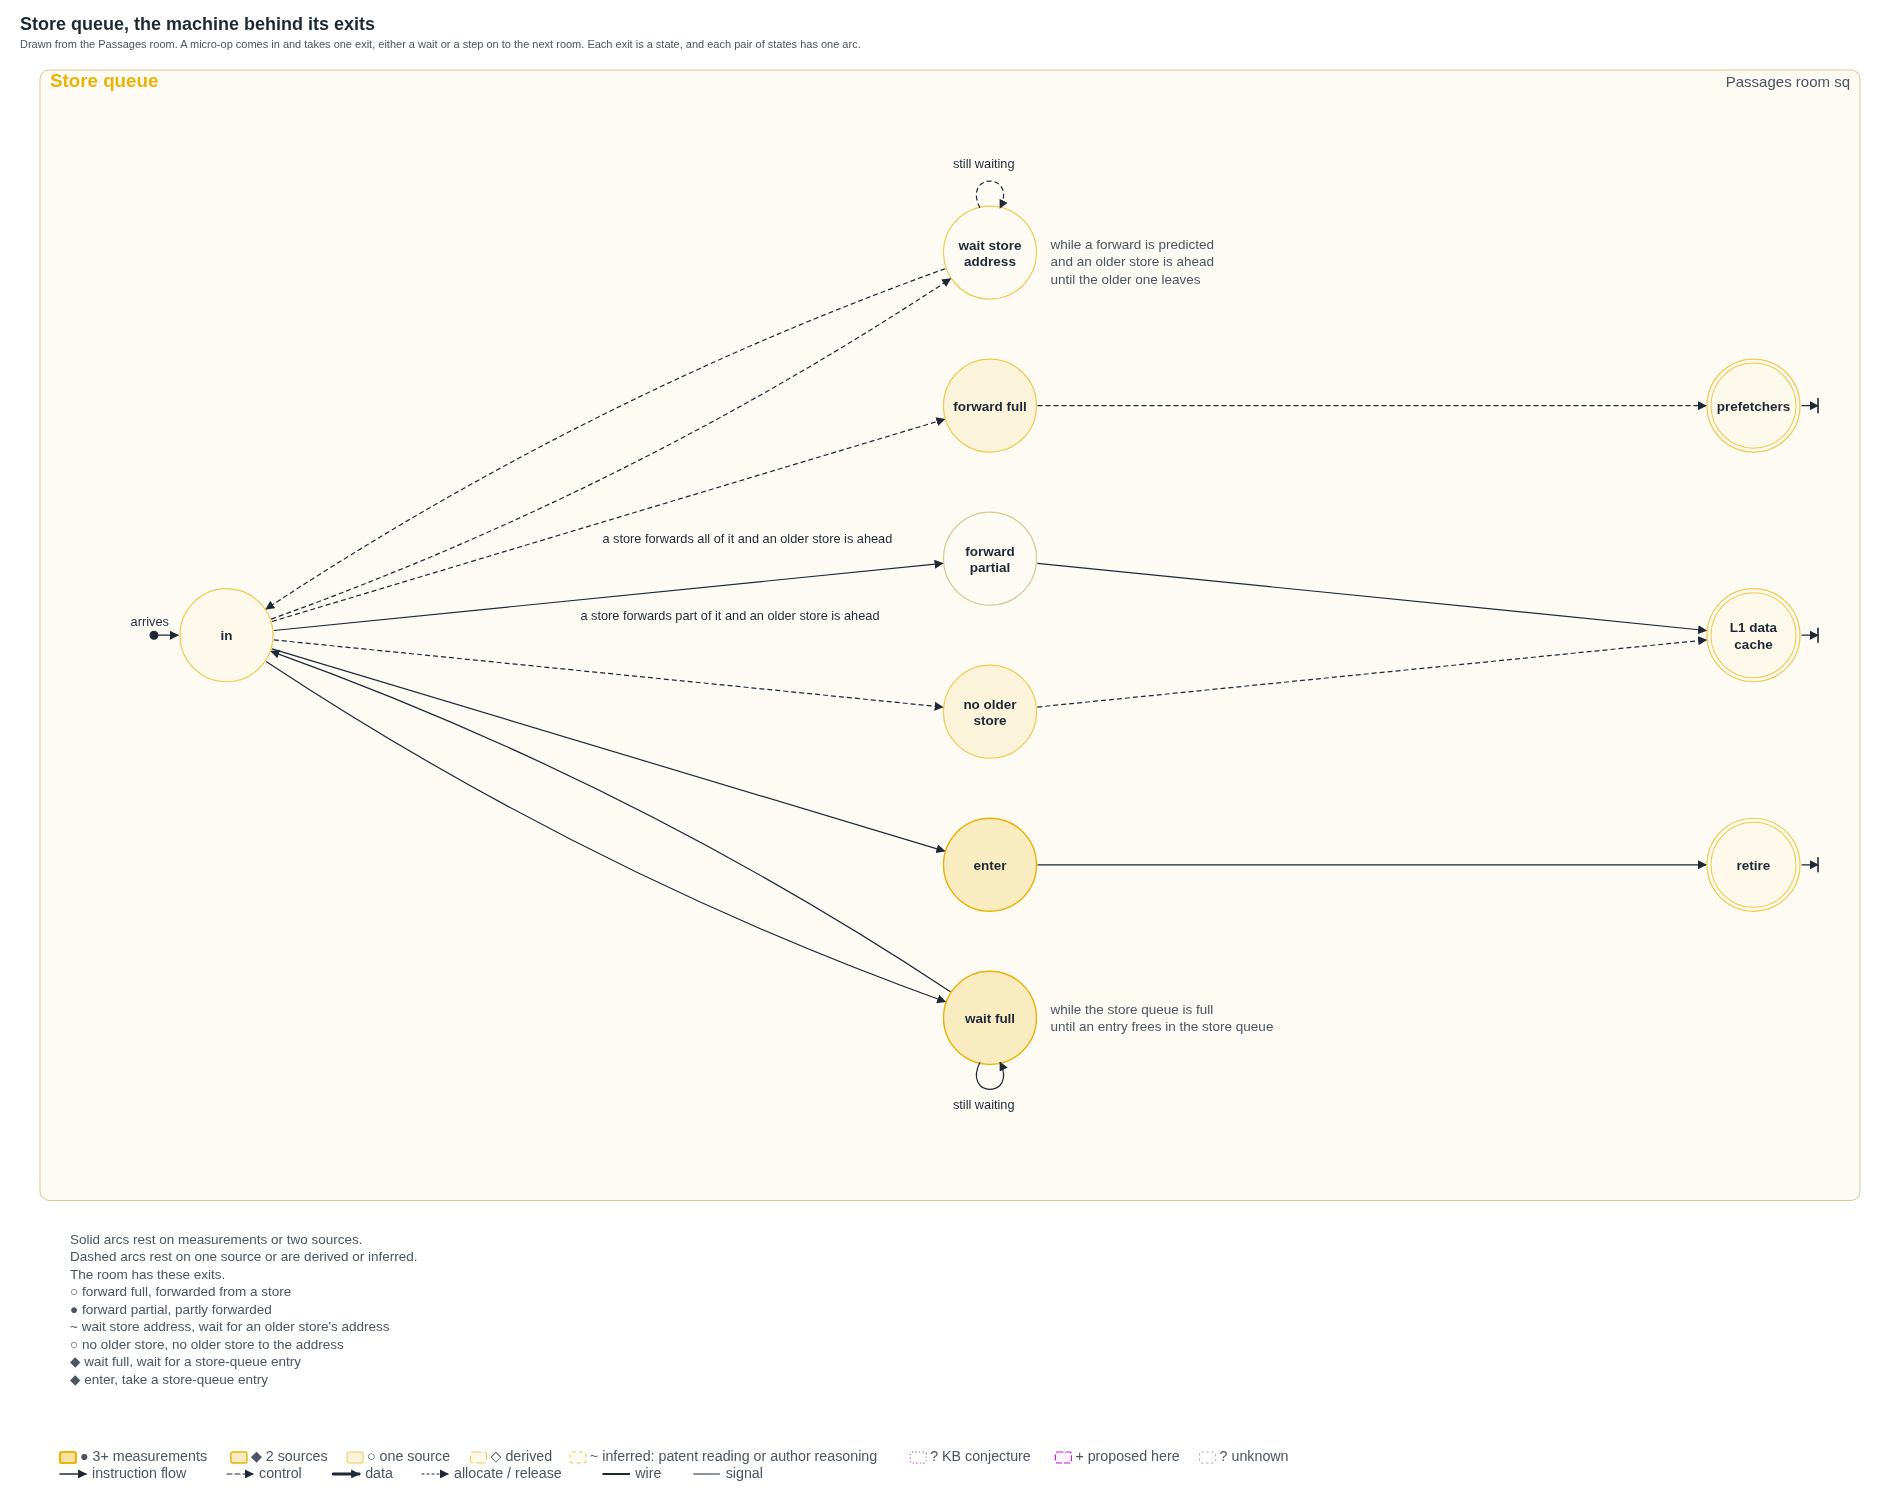 Store queue, the machine behind its exits
Drawn from the Passages room. A micro-op comes in and takes one exit, either a wait or a step on to the next room. Each exit is a state, and each pair of states has one arc.
Store queue
Passages room sq
still waiting
wait store
address
while a forward is predicted
and an older store is ahead
until the older one leaves
forward full
prefetchers
a store forwards all of it and an older store is ahead
forward
partial
a store forwards part of it and an older store is ahead
arrives
in
L1 data
cache
no older
store
enter
retire
wait full
while the store queue is full
until an entry frees in the store queue
still waiting
Solid arcs rest on measurements or two sources.
Dashed arcs rest on one source or are derived or inferred.
The room has these exits.
○ forward full, forwarded from a store
● forward partial, partly forwarded
~ wait store address, wait for an older store's address
○ no older store, no older store to the address
◆ wait full, wait for a store-queue entry
◆ enter, take a store-queue entry
● 3+ measurements ◆ 2 sources ○ one source ◇ derived ~ inferred: patent reading or author reasoning ? KB conjecture + proposed here ? unknown
instruction flow control data allocate / release wire signal